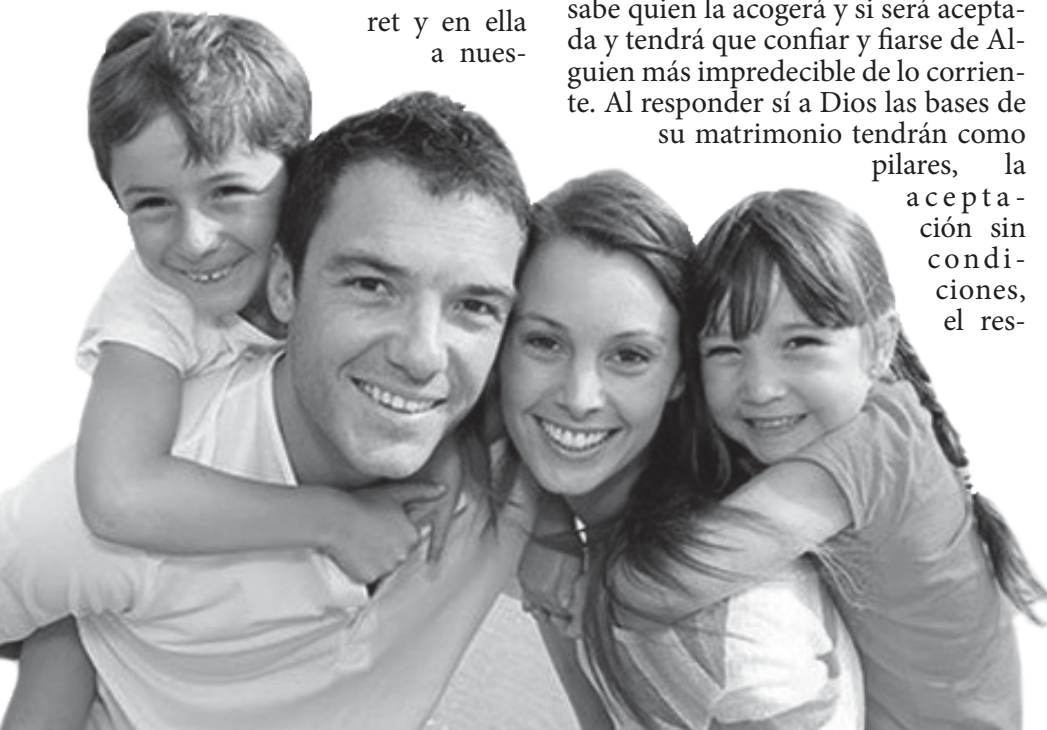 ret y en ella
a nues-
sabe quien la acogerá y si será acepta-
da y tendrá que confiar y fiarse de Al-
guien más impredecible de lo corrien-
te. Al responder sí a Dios las bases de
su matrimonio tendrán como
pilares, la
acepta-
ción sin
condi-
ciones,
el res-